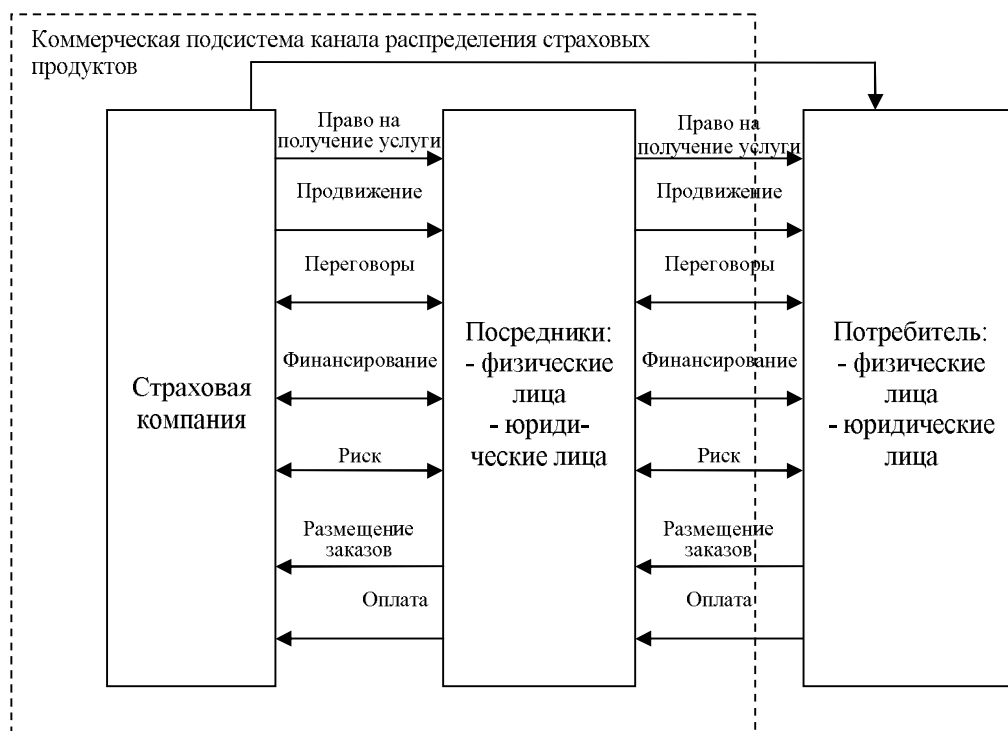 Коммерческая подсистема канала распределения страховых
продуктов
Право на
получение услуги
Право на
получение услуги
Продвижение
Продвижение
Переговоры
Переговоры
Страховая
компания
Посредники:
- физические
лица
- юриди-
ческие лица
Потребитель:
- физические
лица
- юридические
лица
Финансирование
Финансирование
Риск
Риск
Размещение
заказов
Размещение
заказов
Оплата
Оплата